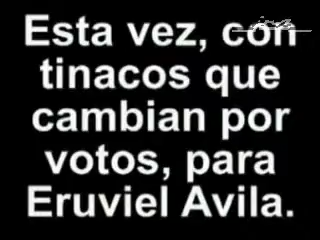 Esta vez, con
tinacos que
cambian por
votos, para
Eruviel Avila.